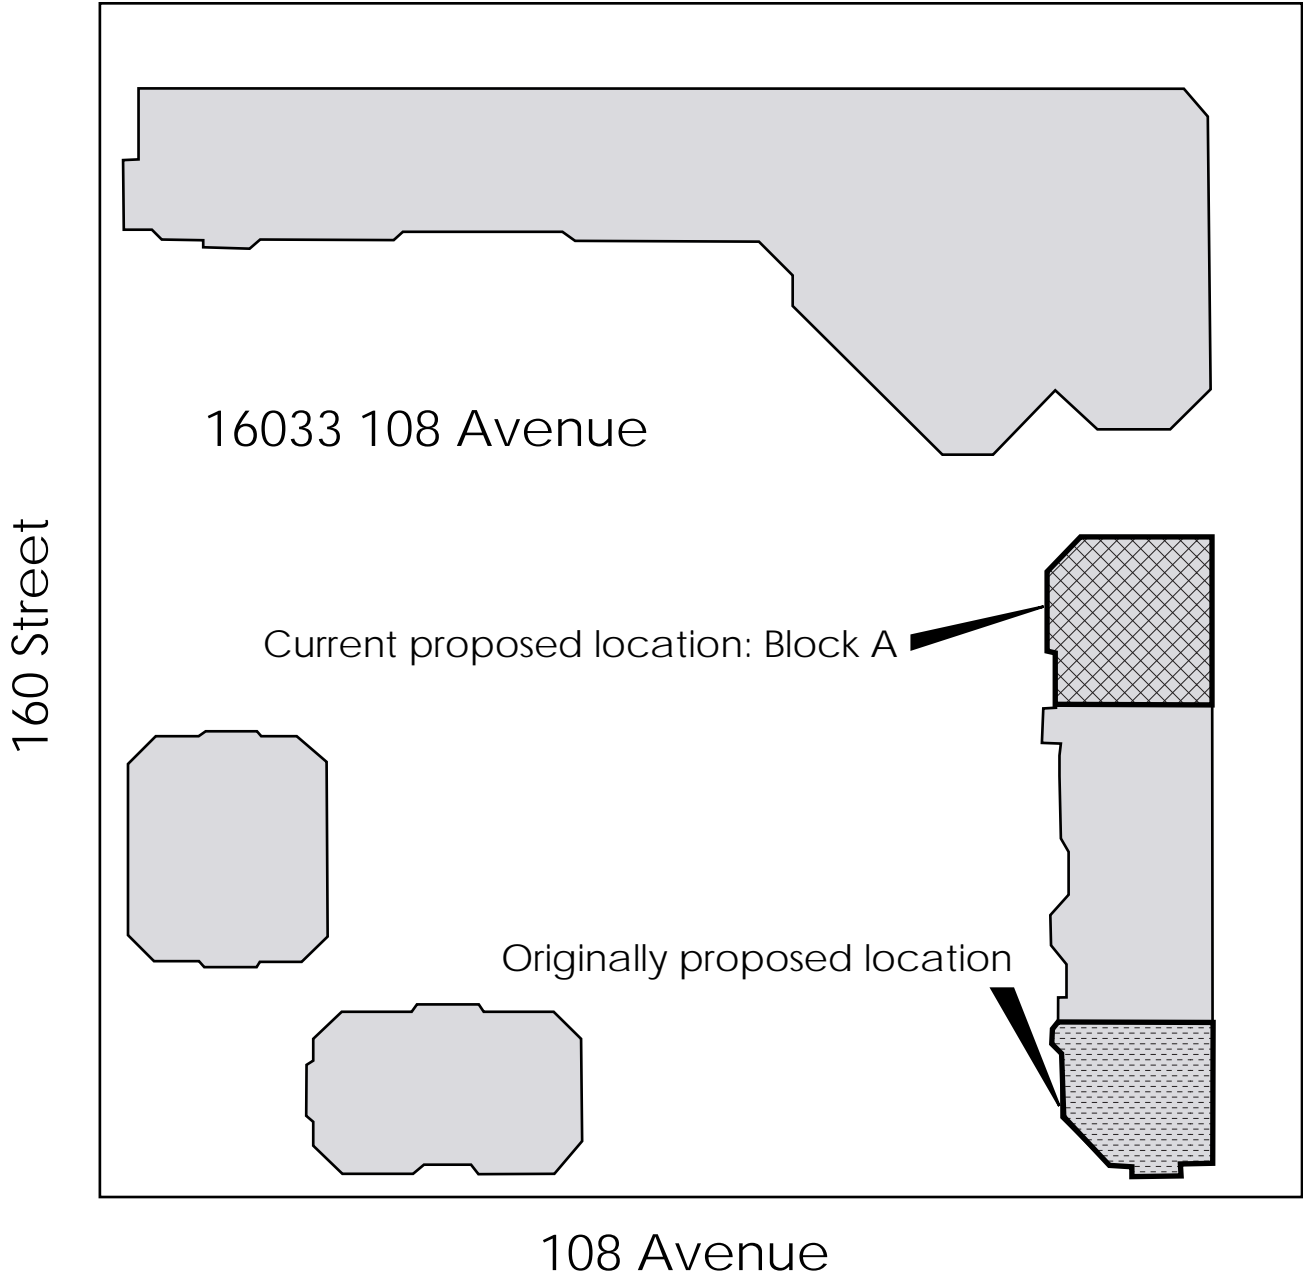 16033 108 Avenue
160 Street
Current proposed location: Block A
Originally proposed location
108 Avenue